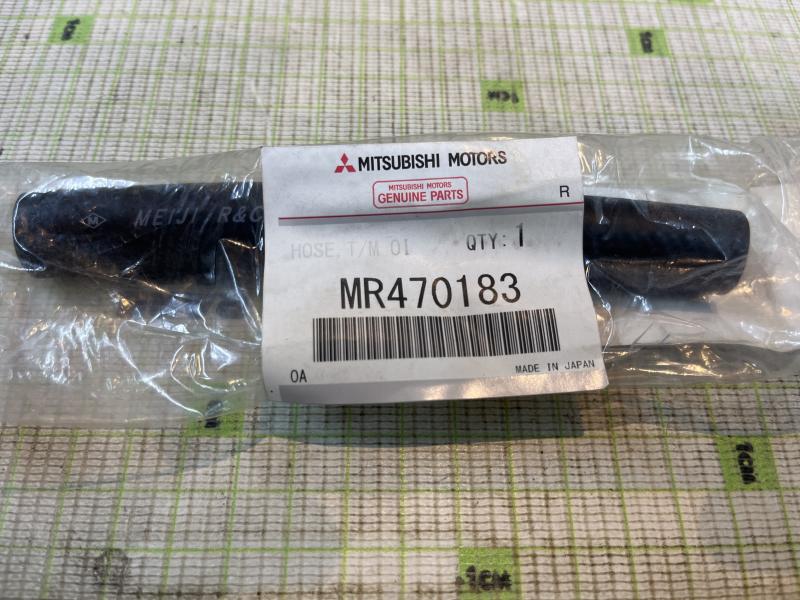 1CM
1CM
1CM
MITSUBISHI MOTORS
MITSUBISHI MOTORS
GENUINE PARTS
R
M MEIJI R&C
HOSE,T/M OI QTY:1
MR470183
0A MADE IN JAPAN
1CM
1CM